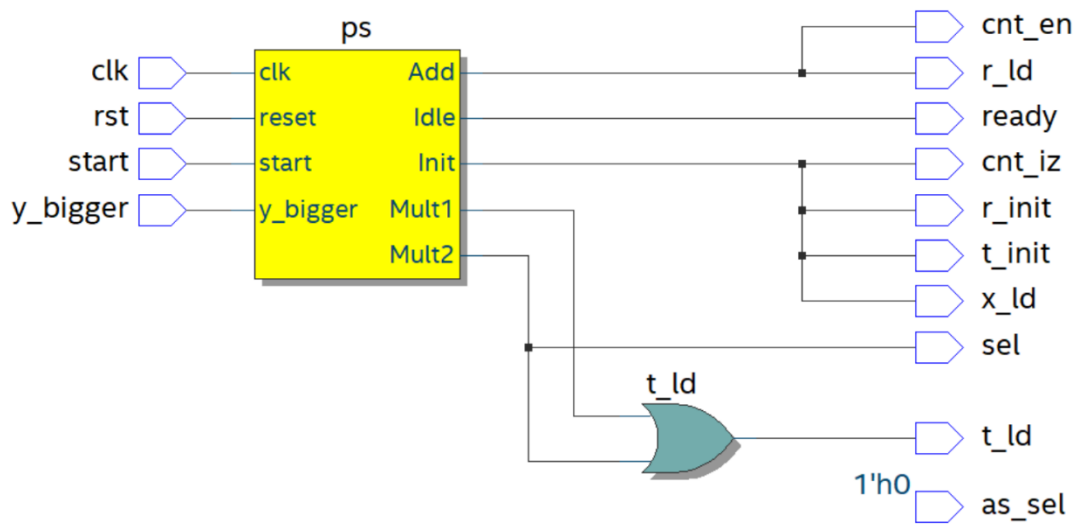 ps
cnt_en
clk clk Add r_ld
rst reset Idle ready
start start Init cnt_iz
y_bigger y_bigger Mult1 r_init
Mult2 t_init
x_ld
sel
t_ld
t_ld
1'h0
as_sel